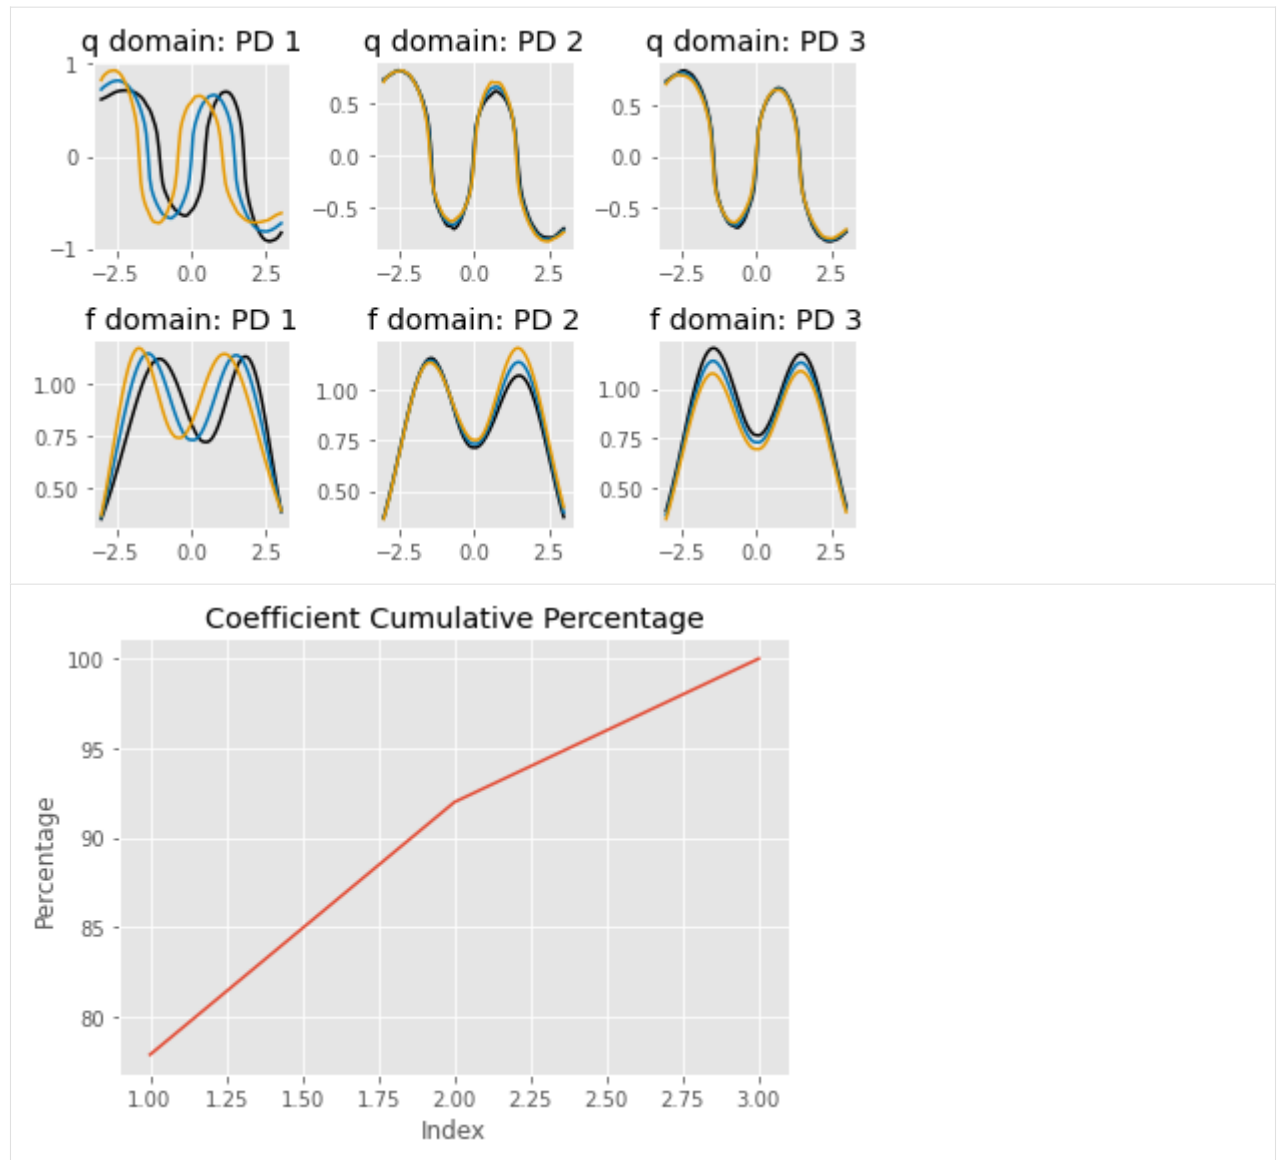 q domain: PD 1 q domain: PD 2 q domain: PD 3
1
0
−1
−2.5 0.0 2.5
0.5
0.0
−0.5
−2.5 0.0 2.5
0.5
0.0
−0.5
−2.5 0.0 2.5
f domain: PD 1 f domain: PD 2 f domain: PD 3
1.00
0.75
0.50
−2.5 0.0 2.5
1.00
0.75
0.50
−2.5 0.0 2.5
1.00
0.75
0.50
−2.5 0.0 2.5
Coefficient Cumulative Percentage
100
95
90
85
80
Percentage
1.00 1.25 1.50 1.75 2.00 2.25 2.50 2.75 3.00
Index